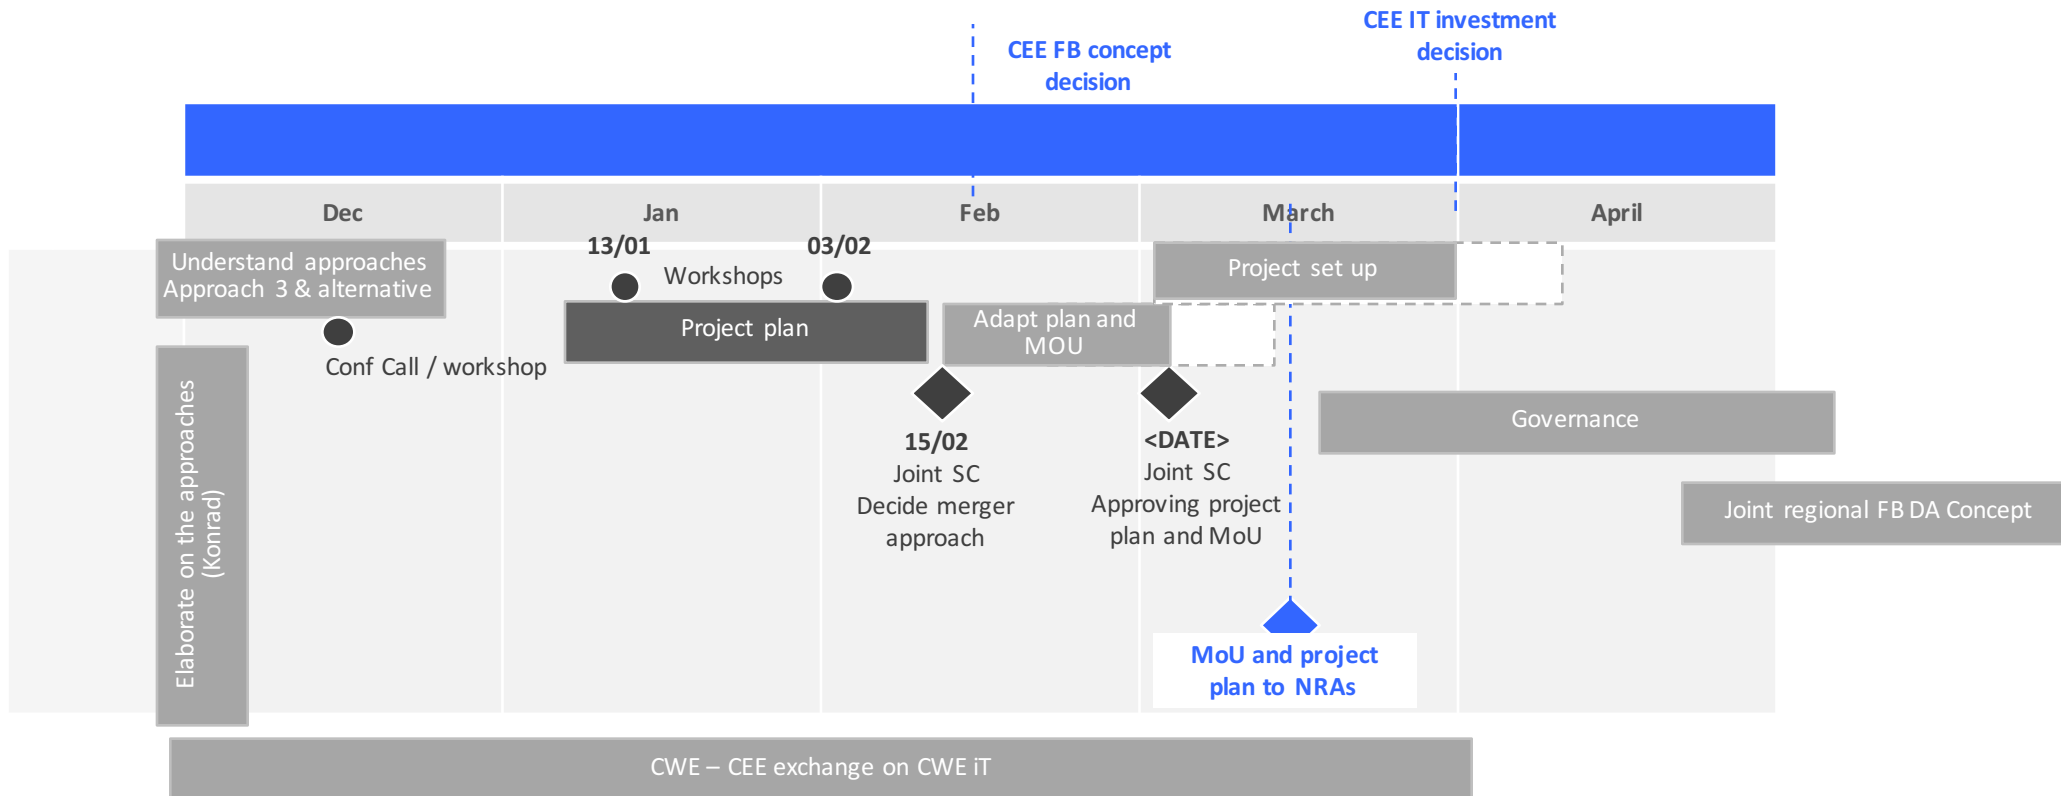 CEE IT investment
decision
CEE FB concept
decision
Dec
Jan
Feb
March
April
Understand approaches
Approach 3 & alternative
13/01
Workshops
03/02
Project set up
Project plan
Adapt plan and
MOU
Conf Call / workshop
Elaborate on the approaches
(Konrad)
15/02
Joint SC
Decide merger
approach
<DATE>
Joint SC
Approving project
plan and MoU
Governance
Joint regional FB DA Concept
MoU and project
plan to NRAs
CWE – CEE exchange on CWE iT